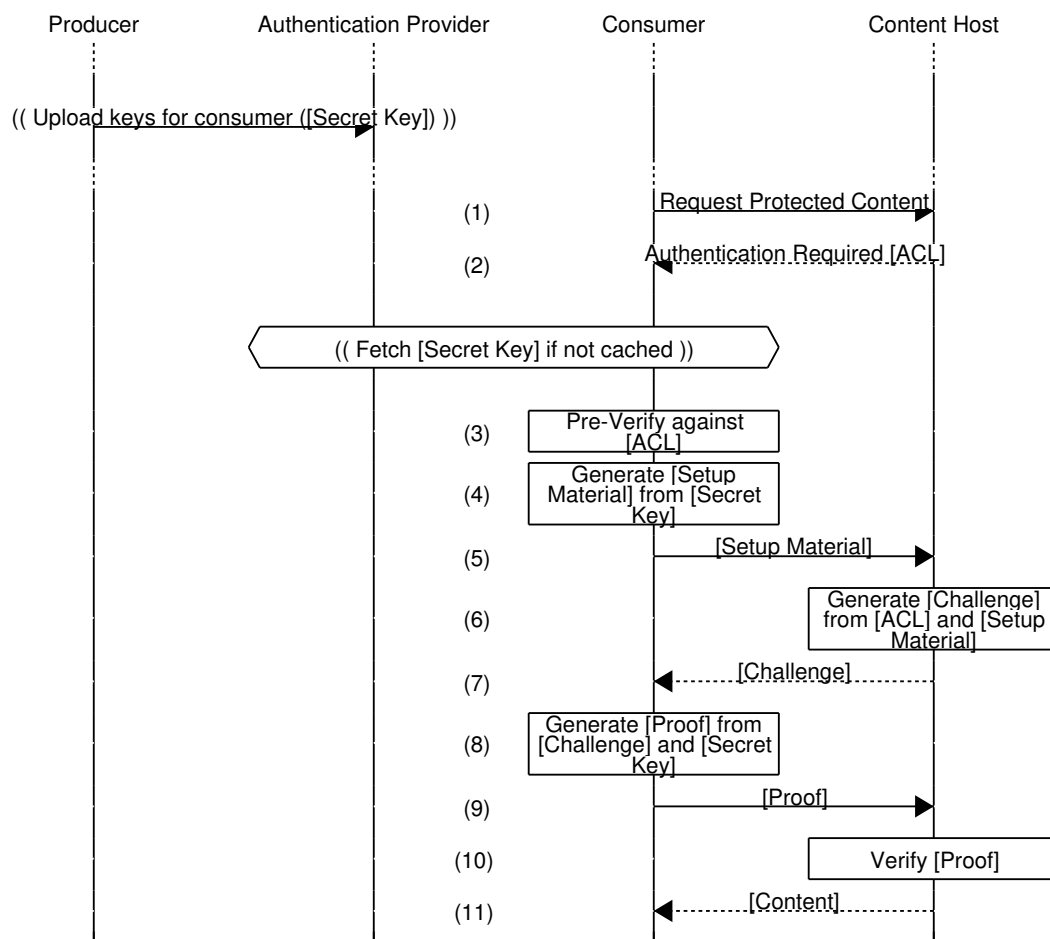 Producer
Authentication Provider
Consumer
Content Host
(( Upload keys for consumer ([Secret Key]) ))
(1)
Request Protected Content
(2)
Authentication Required [ACL]
(( Fetch [Secret Key] if not cached ))
(3)
Pre-Verify against
[ACL]
(4)
Generate [Setup
Material] from [Secret
Key]
(5)
[Setup Material]
(6)
Generate [Challenge]
from [ACL] and [Setup
Material]
(7)
[Challenge]
(8)
Generate [Proof] from
[Challenge] and [Secret
Key]
(9)
[Proof]
(10)
Verify [Proof]
(11)
[Content]